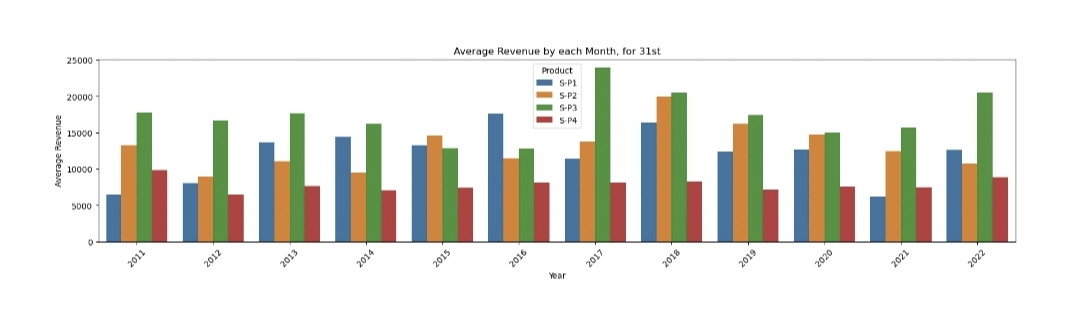 Average Revenue by each Month, for 31st
25000
20000
15000
10000
5000
0
Average Revenue
Product
S-P1
S-P2
S-P3
S-P4
2011
2012
2013
2014
2015
2016
2017
2018
2019
2020
2021
2022
Year